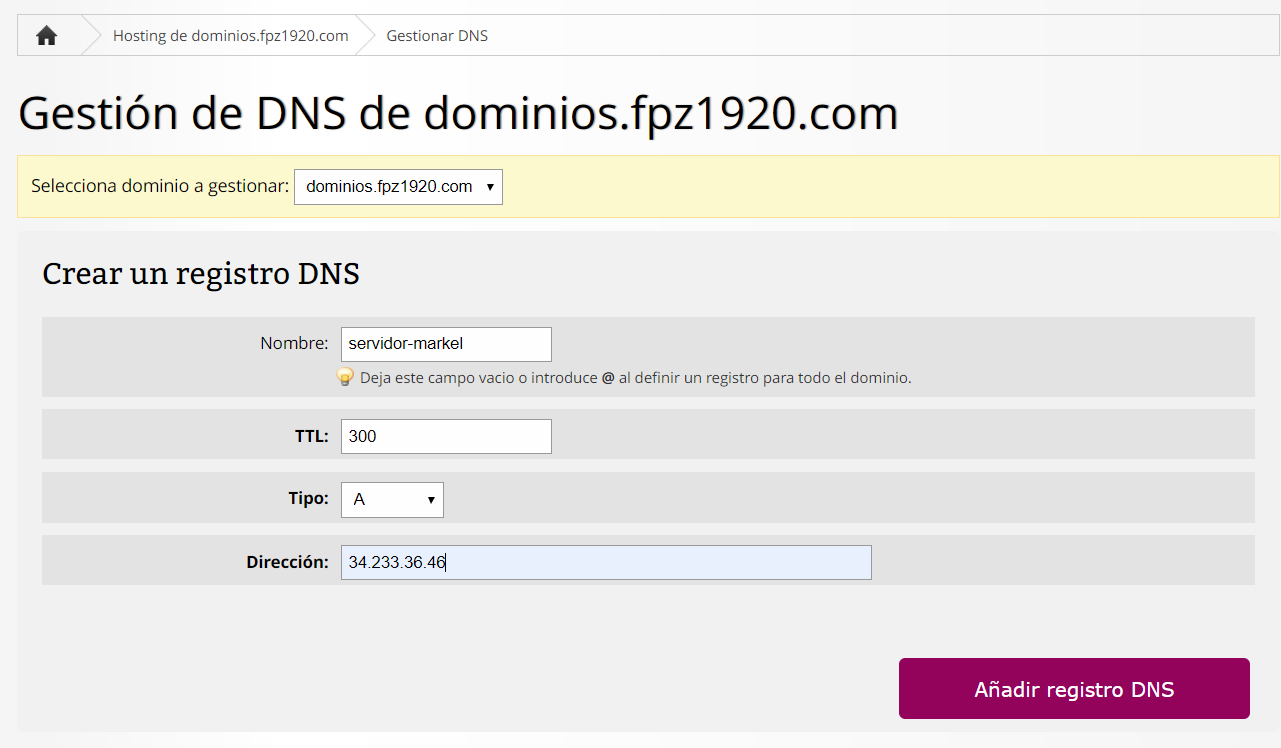 Hosting de dominios.fpz1920.com Gestionar DNS
Gestión de DNS de dominios.fpz1920.com
Selecciona dominio a gestionar: dominios.fpz1920.com
Crear un registro DNS
Nombre: servidor-markel
Deja este campo vacio o introduce @ al definir un registro para todo el dominio.
TTL: 300
Tipo: A
Dirección: 34.233.36.46
Añadir registro DNS